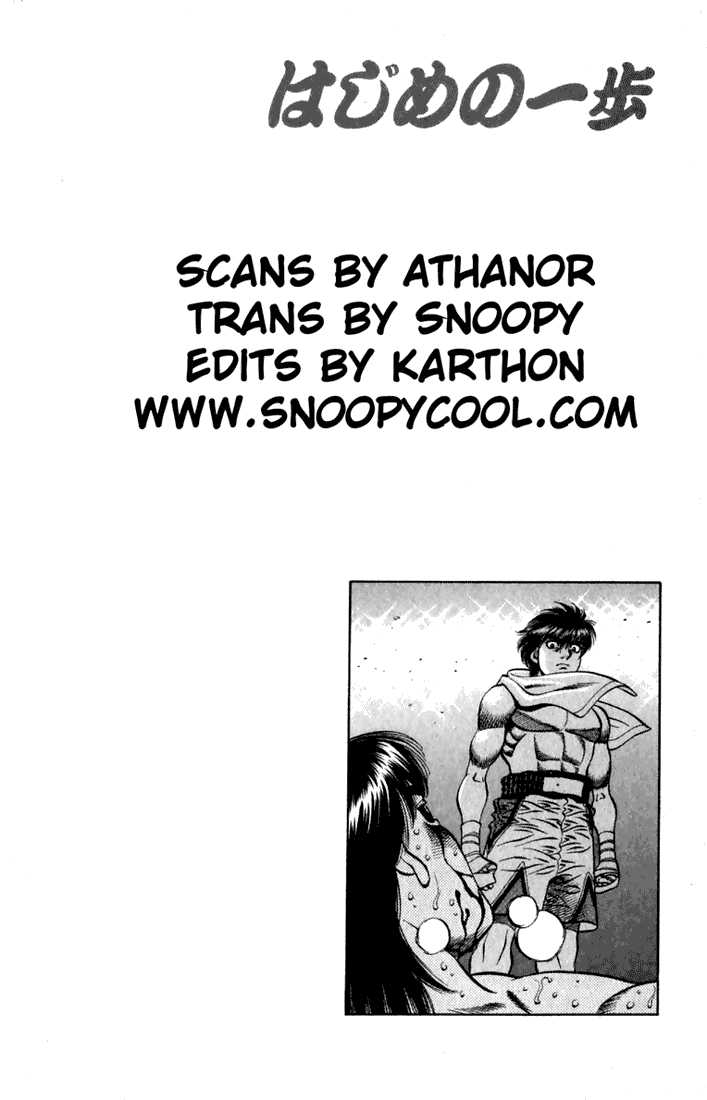 はじめの一歩
SCANS BY ATHANOR
TRANS BY SNOOPY
EDITS BY KARTHON
WWW.SNOOPYCOOL.COM